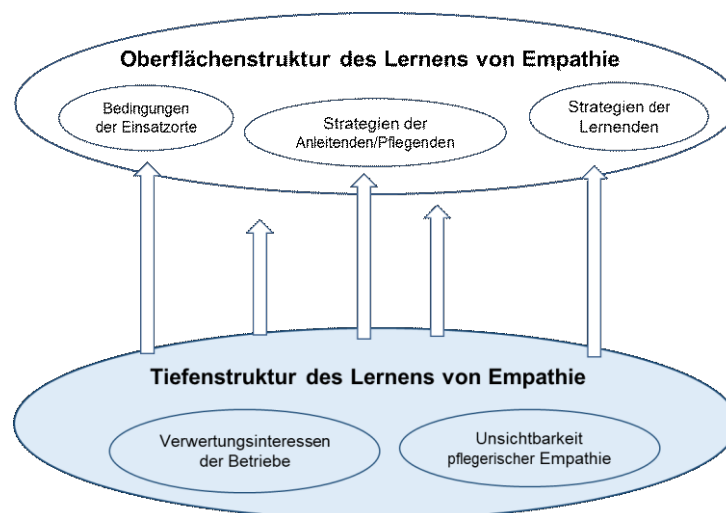 Oberflächenstruktur des Lernens von Empathie
Bedingungen
der Einsatzorte
Strategien der
Anleitenden/Pflegenden
Strategien der
Lernenden
Tiefenstruktur des Lernens von Empathie
Verwertungsinteressen
der Betriebe
Unsichtbarkeit
pflegerischer Empathie